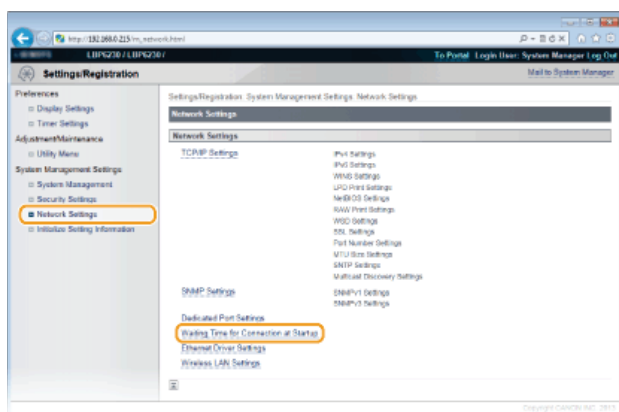 http://192.168.0.215/m_network.html
LBP6230 / LBP6230 /
To Portal Login User: System Manager Log Out
Settings/Registration
Mail to System Manager
Preferences
Display Settings
Timer Settings
Adjustment/Maintenance
Utility Menu
System Management Settings
System Management
Security Settings
Network Settings
Initialize Setting Information
Settings/Registration: System Management Settings: Network Settings
Network Settings
Network Settings
TCP/IP Settings
IPv4 Settings
IPv6 Settings
WINS Settings
LPD Print Settings
NetBIOS Settings
RAW Print Settings
WSD Settings
SSL Settings
Port Number Settings
MTU Size Settings
SNTP Settings
Multicast Discovery Settings
SNMP Settings
SNMPv1 Settings
SNMPv3 Settings
Dedicated Port Settings
Waiting Time for Connection at Startup
Ethernet Driver Settings
Wireless LAN Settings
Copyright CANON INC. 2013